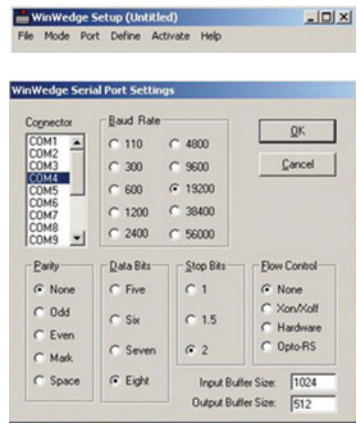 WinWedge Setup (Untitled)
File Mode Port Define Activate Help
WinWedge Serial Port Settings
Connector
COM1
COM2
COM3
COM4
COM5
COM6
COM7
COM8
COM9
Baud Rate
110 4800
300 9600
600 19200
1200 38400
2400 56000
OK
Cancel
Parity
None
Odd
Even
Mark
Space
Data Bits
Five
Six
Seven
Eight
Stop Bits
1
1.5
2
Flow Control
None
Xon/Xoff
Hardware
Opto-RS
Input Buffer Size: 1024
Output Buffer Size: 512